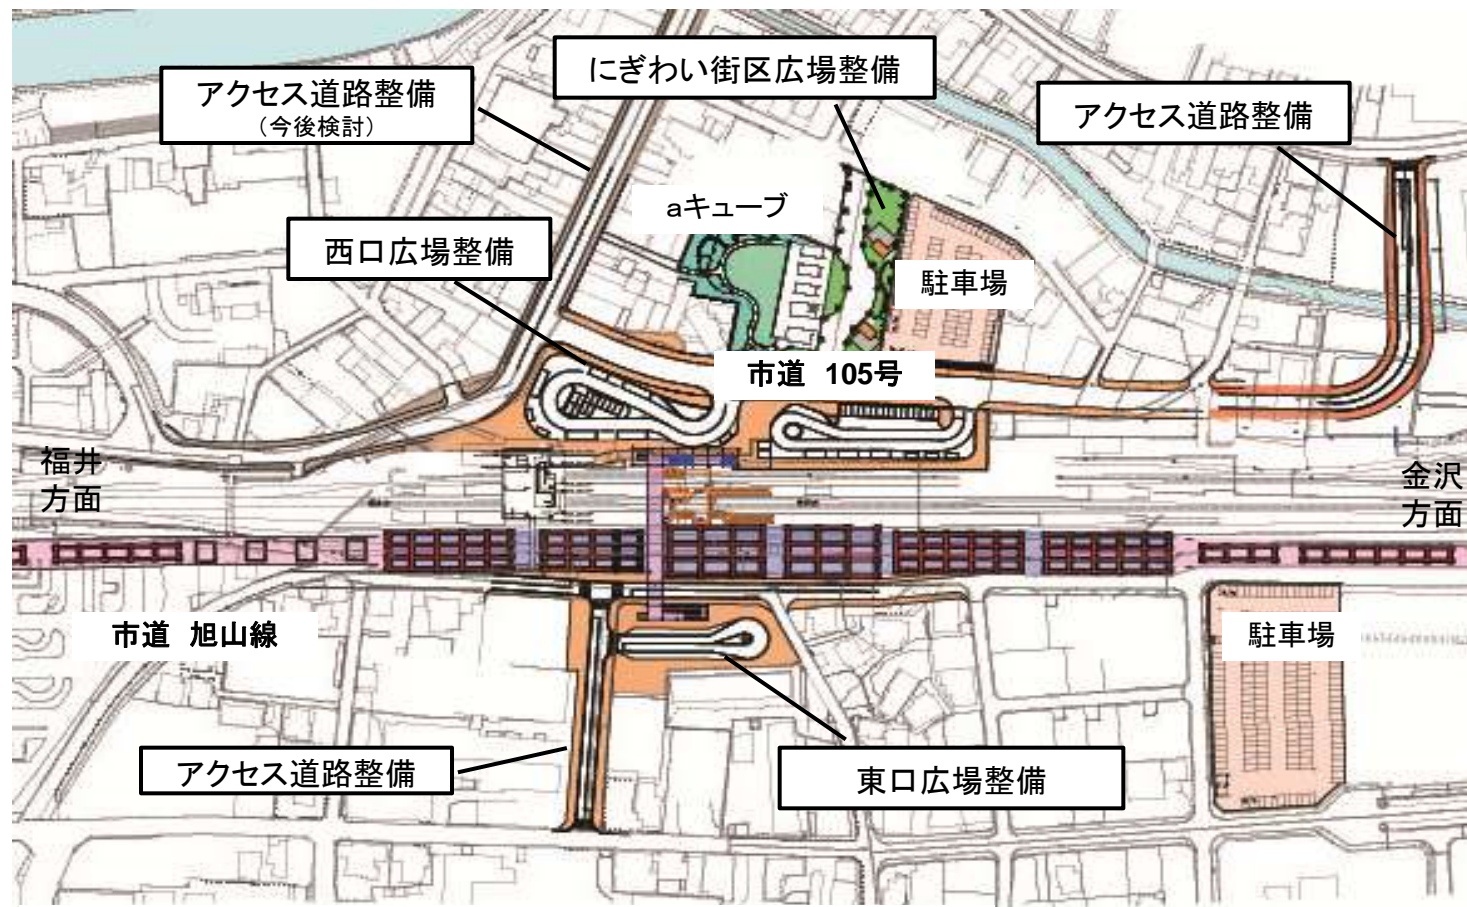 にぎわい街区広場整備
アクセス道路整備
(今後検討)
アクセス道路整備
aキューブ
西口広場整備
駐車場
市道 105号
福井
方面
金沢
方面
市道 旭山線
駐車場
アクセス道路整備
東口広場整備